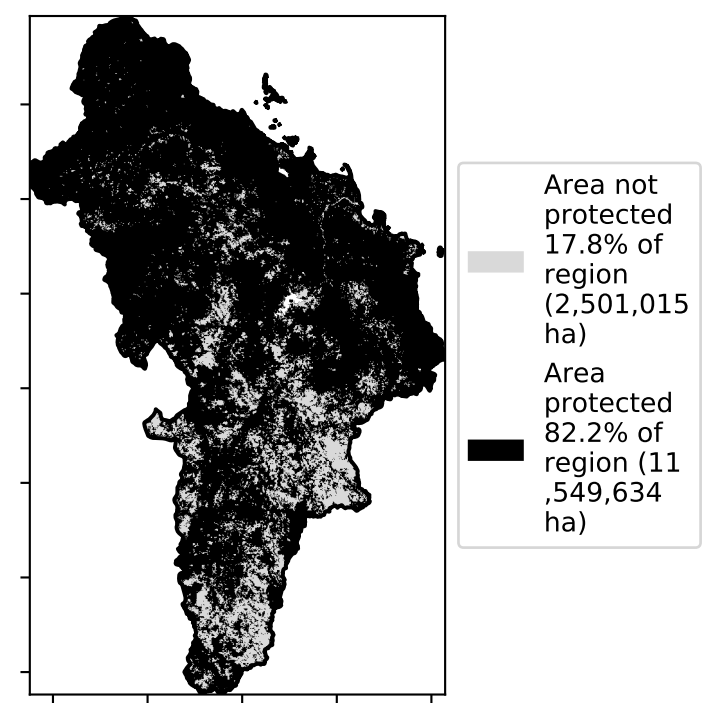 Area not
protected
17.8% of
region
(2,501,015
ha)
Area
protected
82.2% of
region (11
,549,634
ha)